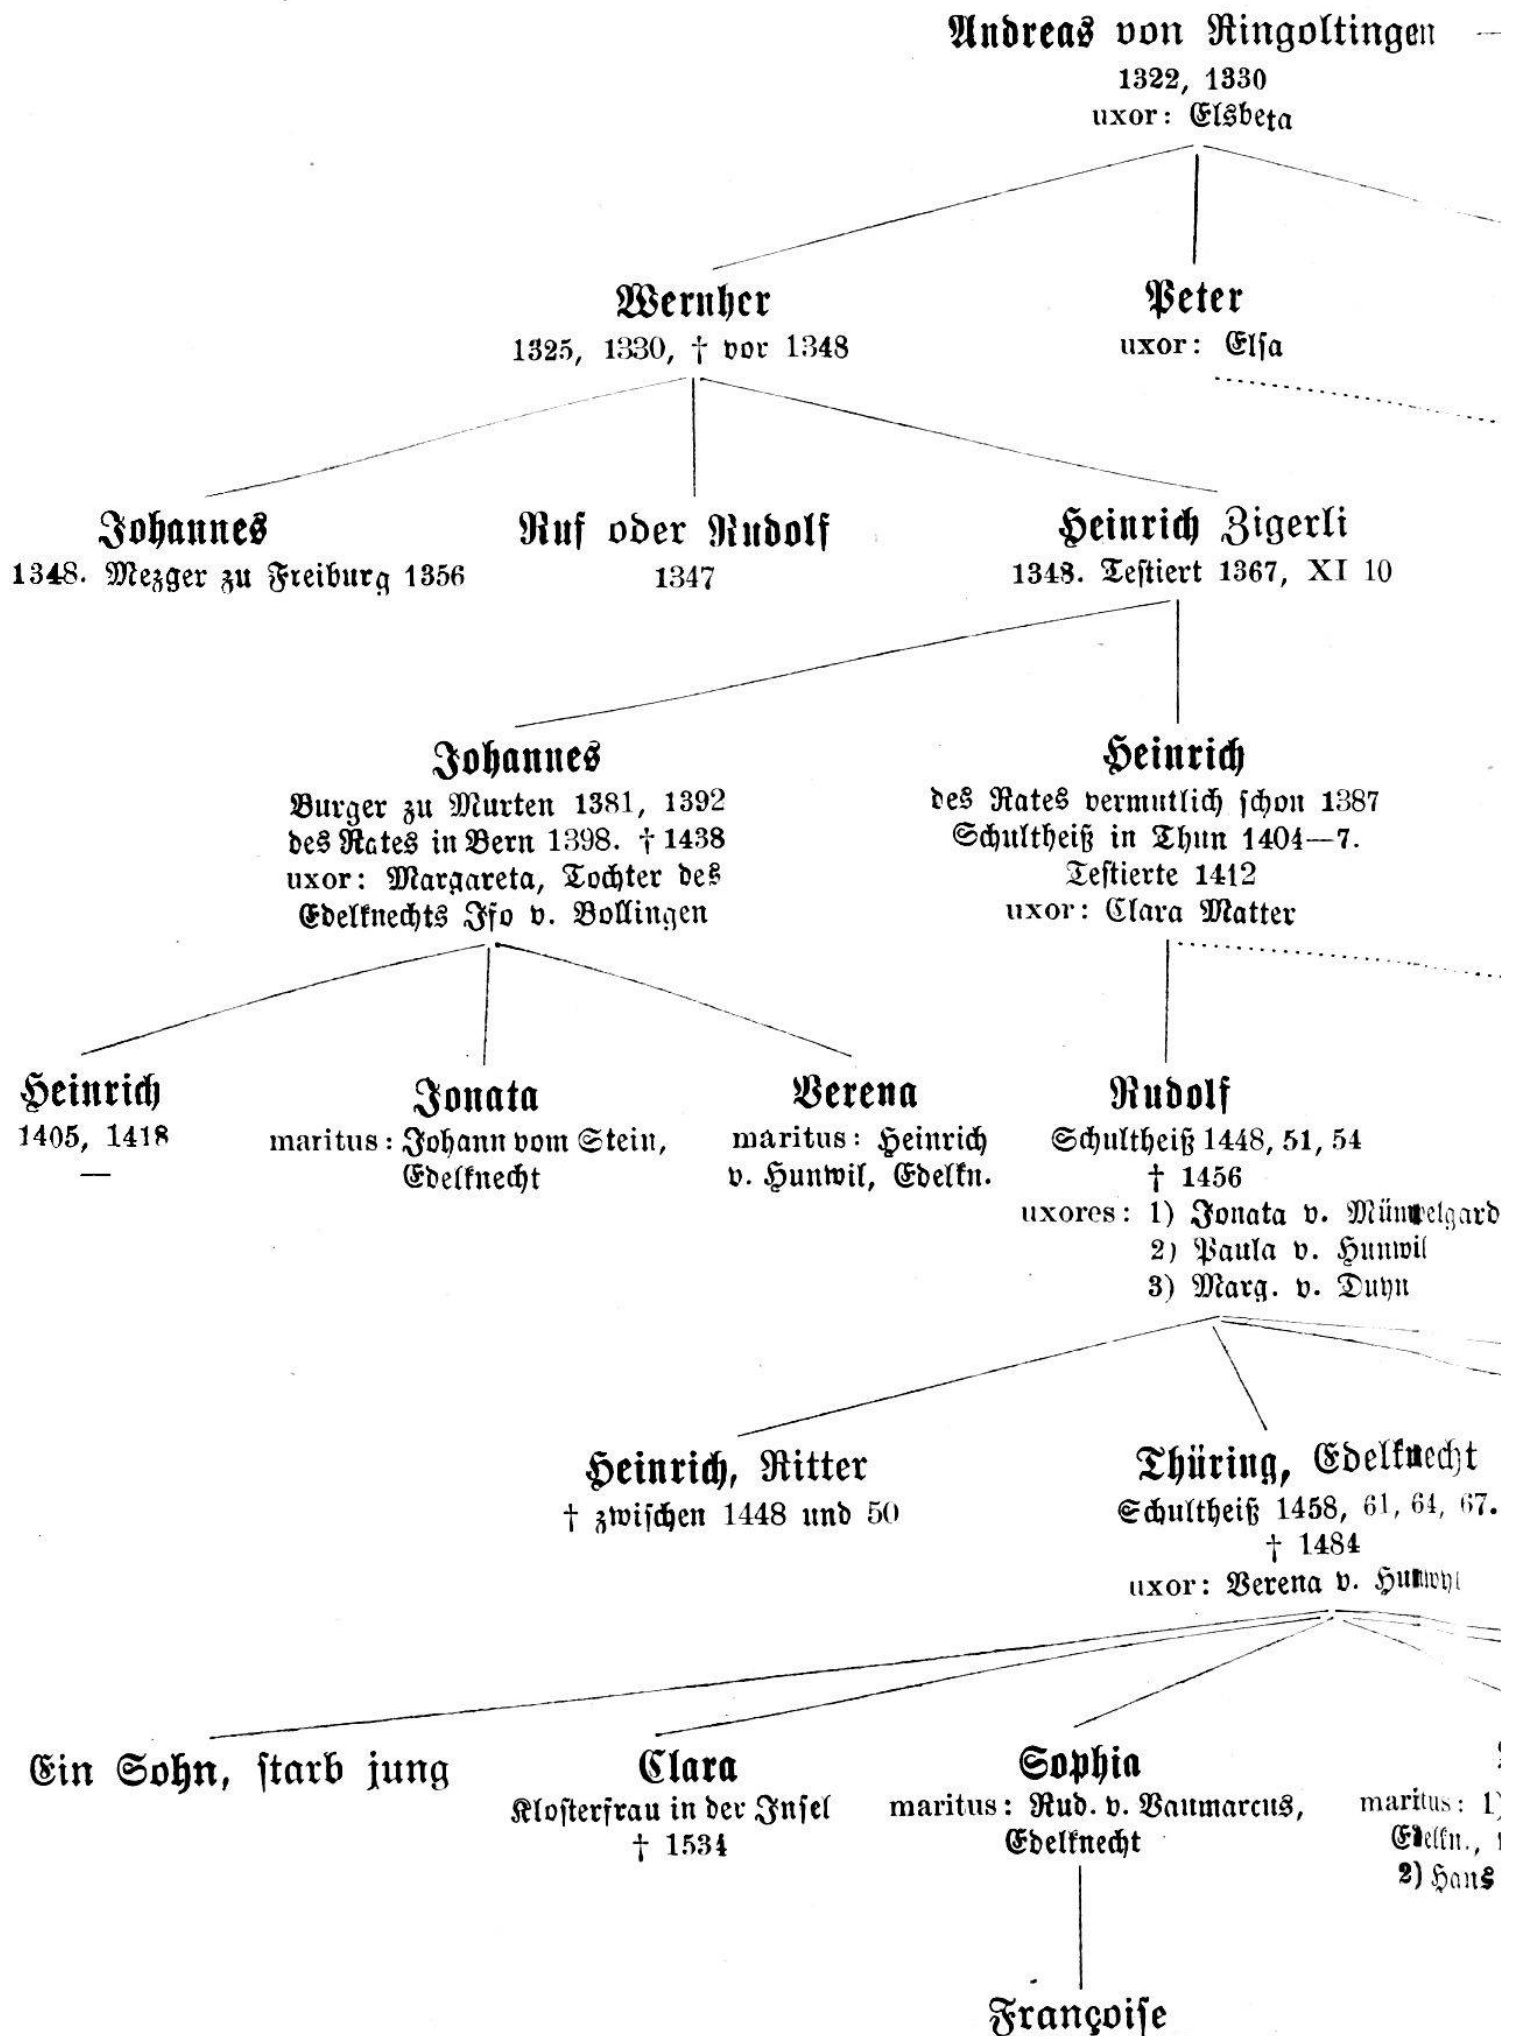 Andreas von Ringoltingen —
1322, 1330
uxor: Elsbeta
Wernher
1325, 1330, † vor 1348
Peter
uxor: Elsa
Johannes
1348. Mezger zu Freiburg 1356
Ruf oder Rudolf
1347
Heinrich Zigerli
1348. Testiert 1367, XI 10
Johannes
Burger zu Murten 1381, 1392
des Rates in Bern 1398. † 1438
uxor: Margareta, Tochter des
Edelknechts Ifo v. Bollingen
Heinrich
des Rates vermutlich schon 1387
Schultheiß in Thun 1404—7.
Testierte 1412
uxor: Clara Matter
Heinrich
1405, 1418
—
Jonata
maritus: Johann vom Stein,
Edelknecht
Verena
maritus: Heinrich
v. Hunwil, Edelkn.
Rudolf
Schultheiß 1448, 51, 54
† 1456
uxores: 1) Jonata v.
2) Paula v. Hunwil
3) Marg. v. Duyn
Heinrich, Ritter
† zwischen 1448 und 50
Thüring, Edelknecht
Schultheiß 1458, 61, 64, 67.
† 1484
uxor: Verena v. Hunwyl
Ein Sohn, starb jung
Clara
Klosterfrau in der Insel
† 1534
Sophia
maritus: Rud. v. Vaumarcus,
Edelknecht
maritus: 1)
Edelkn.,
2) Hans
Françoise